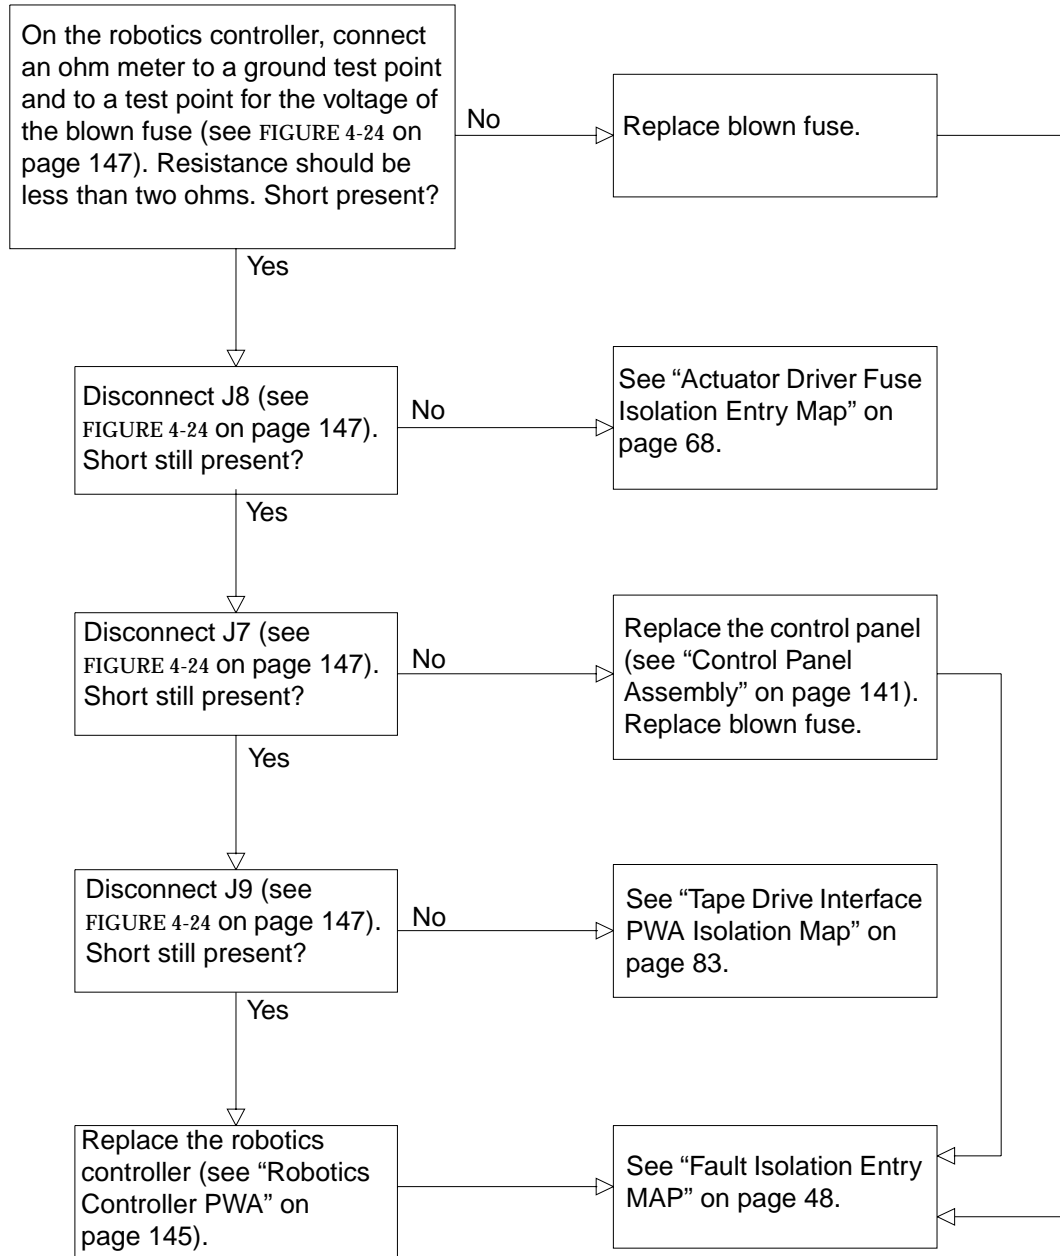 On the robotics controller, connect
an ohm meter to a ground test point
and to a test point for the voltage of
the blown fuse (see FIGURE 4-24 on
page 147). Resistance should be
less than two ohms. Short present?
No
Replace blown fuse.
Yes
Disconnect J8 (see
FIGURE 4-24 on page 147).
Short still present?
No
See “Actuator Driver Fuse
Isolation Entry Map” on
page 68.
Yes
Disconnect J7 (see
FIGURE 4-24 on page 147).
Short still present?
No
Replace the control panel
(see “Control Panel
Assembly” on page 141).
Replace blown fuse.
Yes
Disconnect J9 (see
FIGURE 4-24 on page 147).
Short still present?
No
See “Tape Drive Interface
PWA Isolation Map” on
page 83.
Yes
Replace the robotics
controller (see “Robotics
Controller PWA” on
page 145).
See “Fault Isolation Entry
MAP” on page 48.